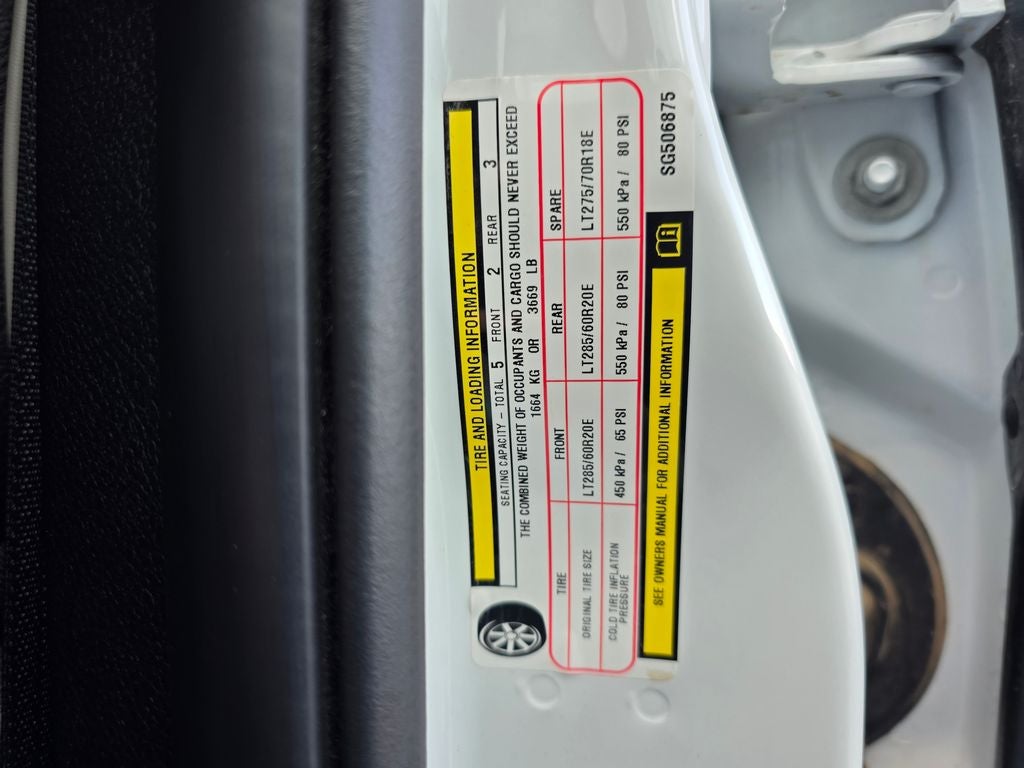 TIRE AND LOADING INFORMATION
SEATING CAPACITY - TOTAL 5 FRONT 2 REAR 3
THE COMBINED WEIGHT OF OCCUPANTS AND CARGO SHOULD NEVER EXCEED
1664 KG OR 3669 LB
TIRE FRONT REAR SPARE
ORIGINAL TIRE SIZE LT285/60R20E LT285/60R20E LT275/70R18E
COLD TIRE INFLATION
PRESSURE
450 kPa / 65 PSI 550 kPa / 80 PSI 550 kPa / 80 PSI
SEE OWNERS MANUAL FOR ADDITIONAL INFORMATION
SG506875